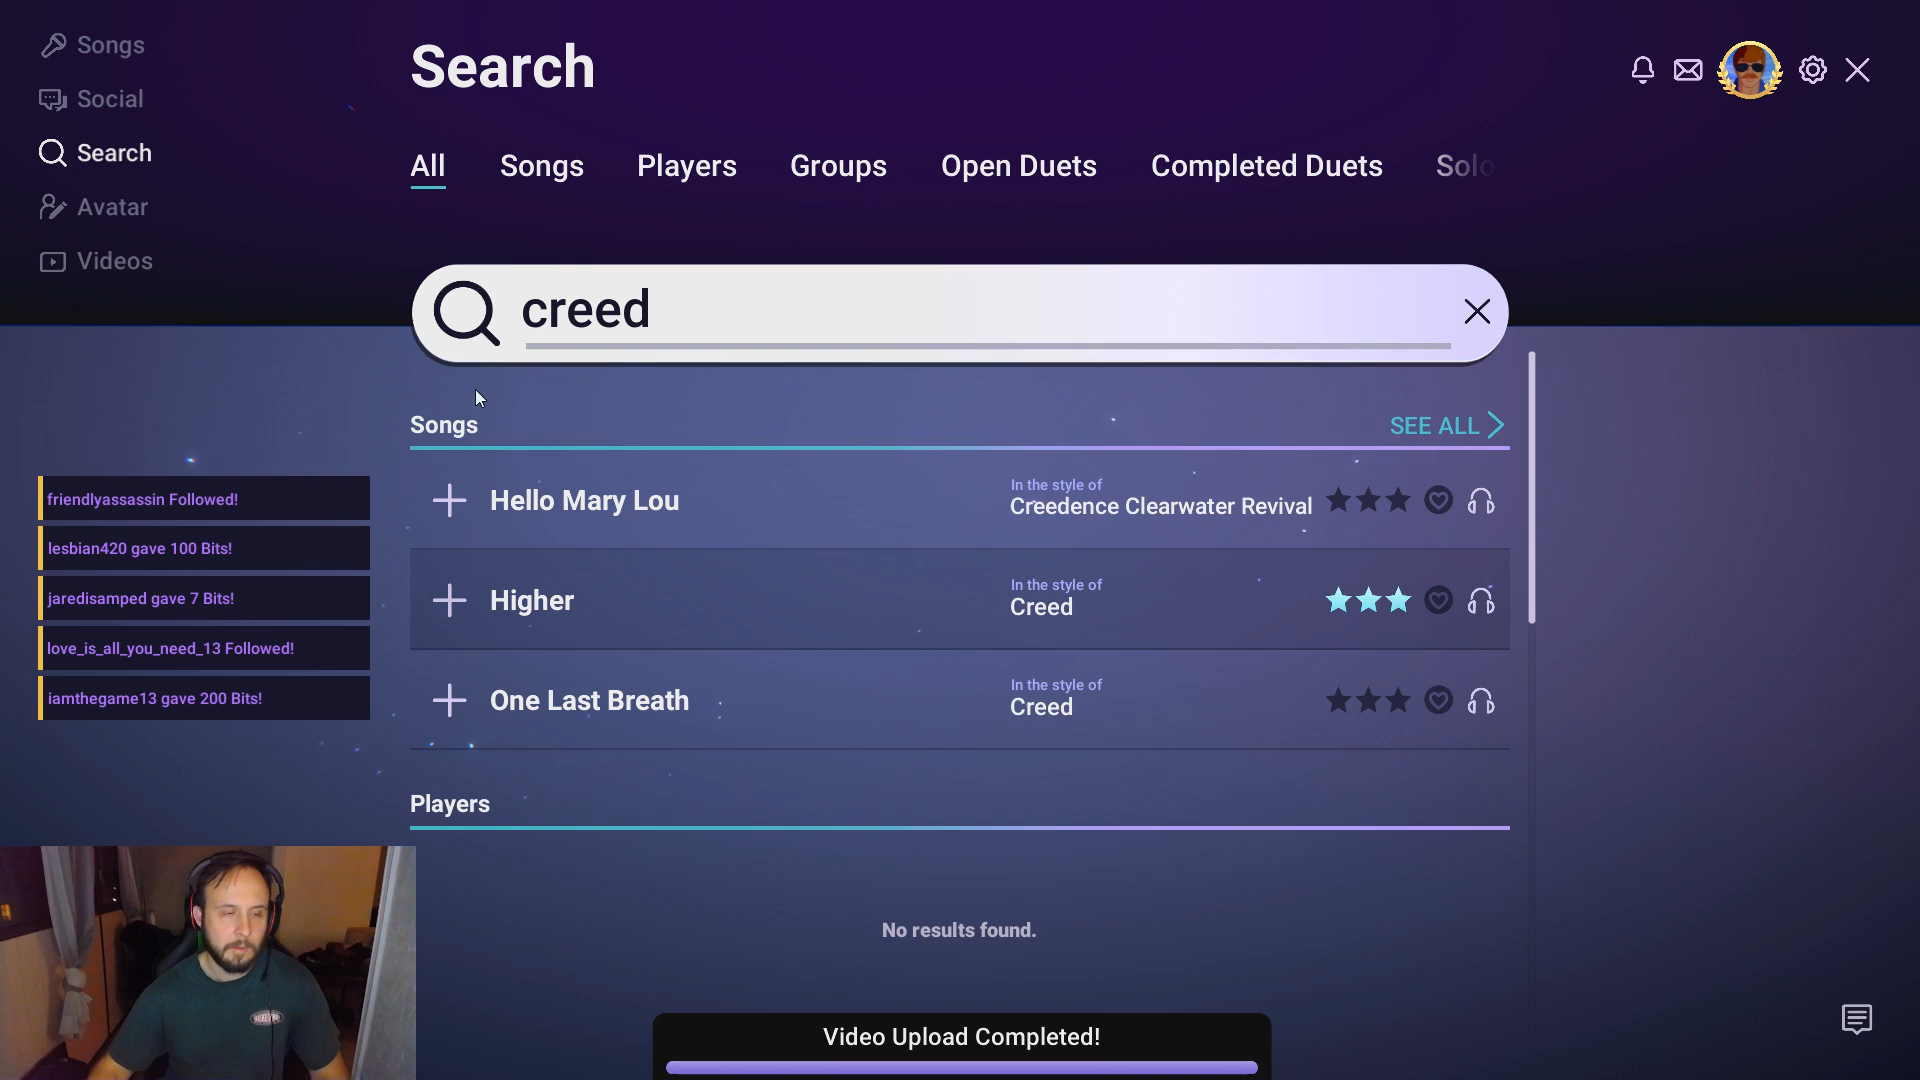 Songs
Social
Search
Avatar
Videos
Search
All
Songs
Players
Groups
Open Duets
Completed Duets
Solo
creed
Songs
SEE ALL
Hello Mary Lou
In the style of
Creedence Clearwater Revival
Higher
In the style of
Creed
One Last Breath
In the style of
Creed
Players
No results found.
Video Upload Completed!
friendlyassassin Followed!
lesbian420 gave 100 Bits!
jaredisamped gave 7 Bits!
love_is_all_you_need_13 Followed!
iamthegame13 gave 200 Bits!